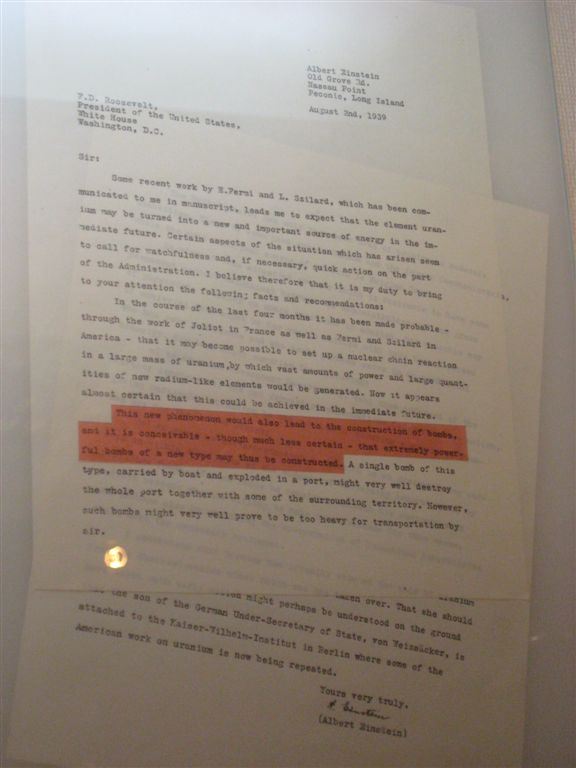 Albert Einstein
Old Grove Rd.
Nassau Point
Peconic, Long Island
August 2nd, 1939
F.D. Roosevelt,
President of the United States,
White House
Washington, D.C.
Sir:
Some recent work by E.Fermi and L. Szilard, which has been com-
municated to me in manuscript, leads me to expect that the element uran-
ium may be turned into a new and important source of energy in the im-
mediate future. Certain aspects of the situation which has arisen seem
to call for watchfulness and, if necessary, quick action on the part
of the Administration. I believe therefore that it is my duty to bring
to your attention the following facts and recommendations:
In the course of the last four months it has been made probable -
through the work of Joliot in France as well as Fermi and Szilard in
America - that it may become possible to set up a nuclear chain reaction
in a large mass of uranium,by which vast amounts of power and large quant-
ities of new radium-like elements would be generated. Now it appears
almost certain that this could be achieved in the immediate future.
This new phenomenon would also lead to the construction of bombs,
and it is conceivable - though much less certain - that extremely power-
ful bombs of a new type may thus be constructed. A single bomb of this
type, carried by boat and exploded in a port, might very well destroy
the whole port together with some of the surrounding territory. However,
such bombs might very well prove to be too heavy for transportation by
air.
uranium
taken over. That she should
might perhaps be understood on the ground
the son of the German Under-Secretary of State, von Weizsäcker, is
attached to the Kaiser-Wilhelm-Institut in Berlin where some of the
American work on uranium is now being repeated.
Yours very truly,
A. Einstein
(Albert Einstein)